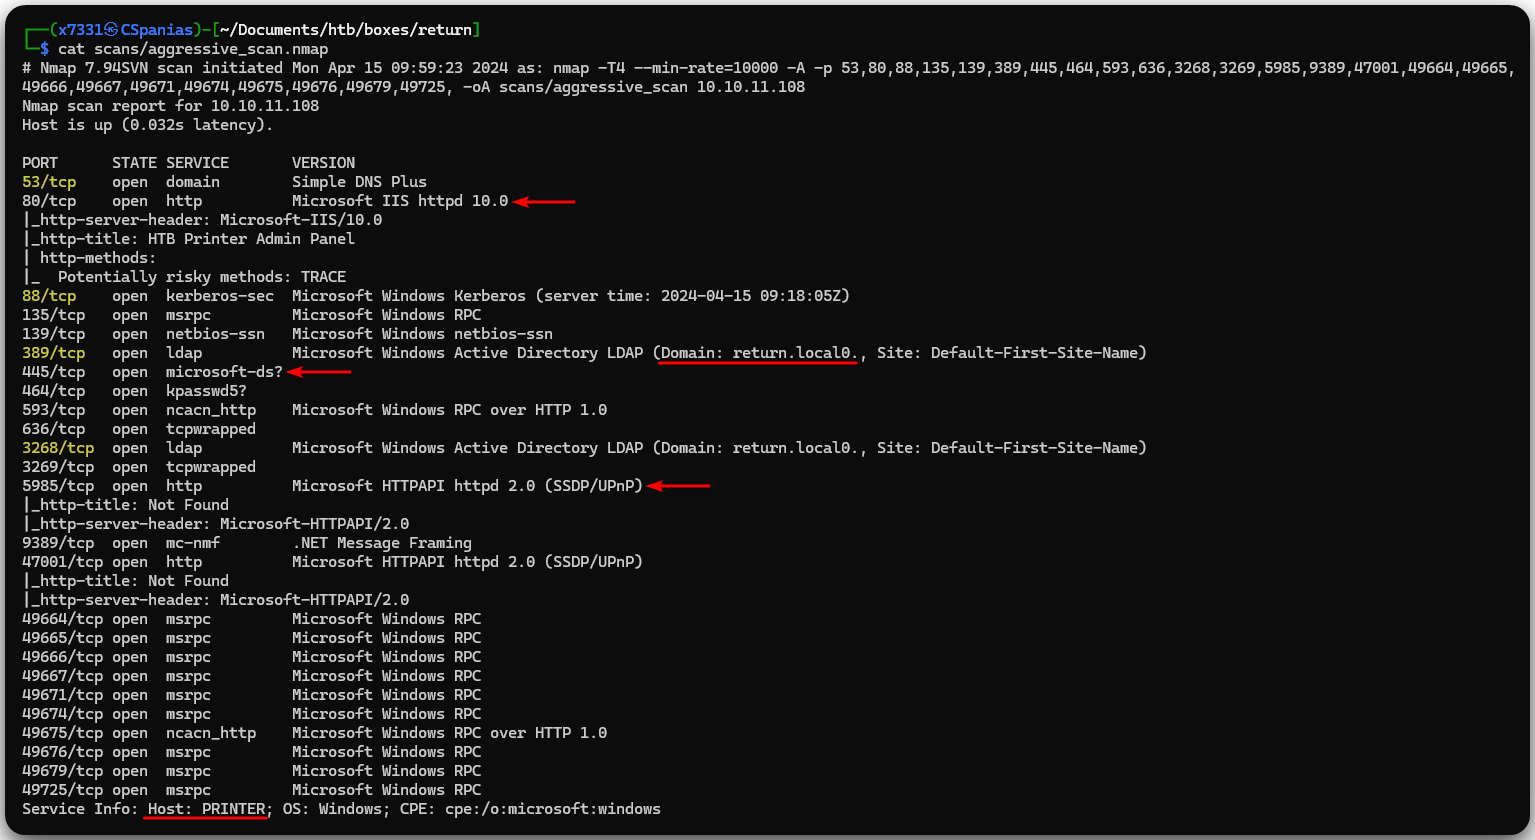 ┌──(x7331㉿CSpanias)-[~/Documents/htb/boxes/return]
└─$ cat scans/aggressive_scan.nmap
# Nmap 7.94SVN scan initiated Mon Apr 15 09:59:23 2024 as: nmap -T4 --min-rate=10000 -A -p 53,80,88,135,139,389,445,464,593,636,3268,3269,5985,9389,47001,49664,49665,
49666,49667,49671,49674,49675,49676,49679,49725, -oA scans/aggressive_scan 10.10.11.108
Nmap scan report for 10.10.11.108
Host is up (0.032s latency).

PORT      STATE SERVICE       VERSION
53/tcp    open  domain        Simple DNS Plus
80/tcp    open  http          Microsoft IIS httpd 10.0
|_http-server-header: Microsoft-IIS/10.0
|_http-title: HTB Printer Admin Panel
| http-methods:
|_  Potentially risky methods: TRACE
88/tcp    open  kerberos-sec  Microsoft Windows Kerberos (server time: 2024-04-15 09:18:05Z)
135/tcp   open  msrpc         Microsoft Windows RPC
139/tcp   open  netbios-ssn   Microsoft Windows netbios-ssn
389/tcp   open  ldap          Microsoft Windows Active Directory LDAP (Domain: return.local0., Site: Default-First-Site-Name)
445/tcp   open  microsoft-ds?
464/tcp   open  kpasswd5?
593/tcp   open  ncacn_http    Microsoft Windows RPC over HTTP 1.0
636/tcp   open  tcpwrapped
3268/tcp  open  ldap          Microsoft Windows Active Directory LDAP (Domain: return.local0., Site: Default-First-Site-Name)
3269/tcp  open  tcpwrapped
5985/tcp  open  http          Microsoft HTTPAPI httpd 2.0 (SSDP/UPnP)
|_http-title: Not Found
|_http-server-header: Microsoft-HTTPAPI/2.0
9389/tcp  open  mc-nmf        .NET Message Framing
47001/tcp open  http          Microsoft HTTPAPI httpd 2.0 (SSDP/UPnP)
|_http-title: Not Found
|_http-server-header: Microsoft-HTTPAPI/2.0
49664/tcp open  msrpc         Microsoft Windows RPC
49665/tcp open  msrpc         Microsoft Windows RPC
49666/tcp open  msrpc         Microsoft Windows RPC
49667/tcp open  msrpc         Microsoft Windows RPC
49671/tcp open  msrpc         Microsoft Windows RPC
49674/tcp open  msrpc         Microsoft Windows RPC
49675/tcp open  ncacn_http    Microsoft Windows RPC over HTTP 1.0
49676/tcp open  msrpc         Microsoft Windows RPC
49679/tcp open  msrpc         Microsoft Windows RPC
49725/tcp open  msrpc         Microsoft Windows RPC
Service Info: Host: PRINTER; OS: Windows; CPE: cpe:/o:microsoft:windows